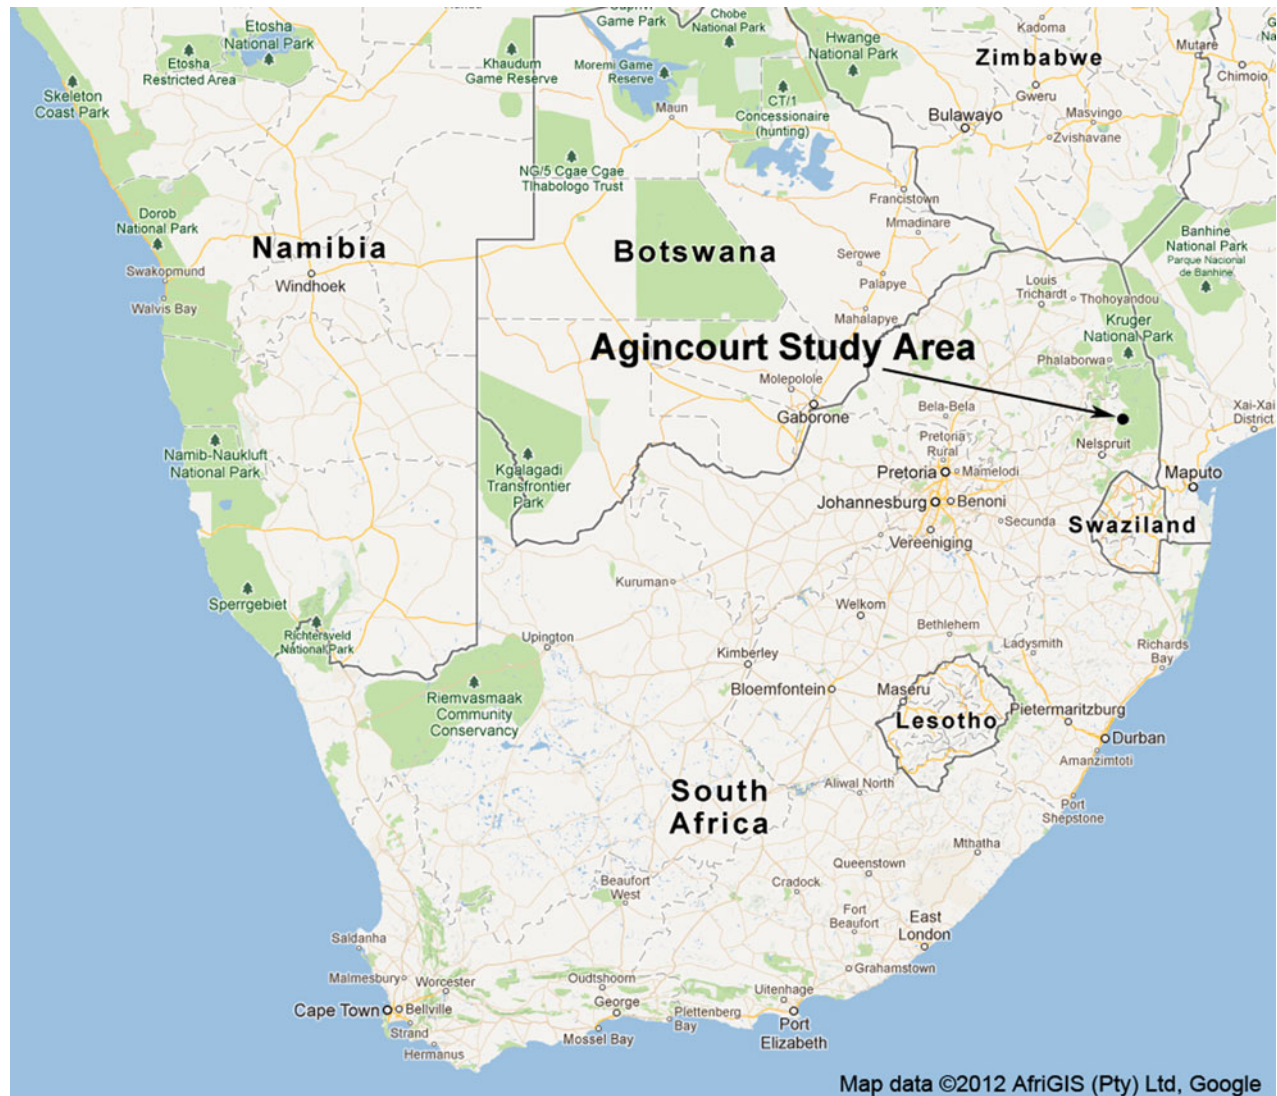 Etosha
National Park
Etosha
Restricted Area
Skeleton
Coast Park
Khaudum
Game Reserve
Game Park
Moremi Game
Reserve
Chobe
National Park
Maun
CT/1
Concessionaire
(hunting)
Hwange
National Park
Kadoma
Zimbabwe
Gweru
Bulawayo
Masvingo
Zvishavane
Mutare
Chimoio
NG/5 Cgae Cgae
Tlhabologo Trust
Francistown
Mmadinare
Dorob
National Park
Swakopmund
Walvis Bay
Namibia
Windhoek
Botswana
Serowe
Palapye
Mahalapye
Louis
Trichardt
Thohoyandou
Banhine
National Park
Parque Nacional
de Banhine
Kruger
National Park
Agincourt Study Area
Phalaborwa
Molepolole
Gaborone
Bela-Bela
Xai-Xai
District
Pretoria
Rural
Nelspruit
Namib-Naukluft
National Park
Kgalagadi
Transfrontier
Park
Pretoria
Mamelodi
Maputo
Johannesburg
Benoni
Secunda
Swaziland
Vereeniging
Kuruman
Sperrgebiet
Richtersveld
National Park
Upington
Welkom
Bethlehem
Ladysmith
Richards
Bay
Kimberley
Bloemfontein
Maseru
Lesotho
Pietermaritzburg
Durban
Amanzimtoti
Riemvasmaak
Community
Conservancy
South
Africa
Aliwal North
Port
Shepstone
Mthatha
Queenstown
Beaufort
West
Cradock
Fort
Beaufort
East
London
Saldanha
Malmesbury
Worcester
Oudtshoorn
Grahamstown
Cape Town
Bellville
George
Uitenhage
Strand
Hermanus
Mossel Bay
Plettenberg
Bay
Port
Elizabeth
Map data ©2012 AfriGIS (Pty) Ltd, Google